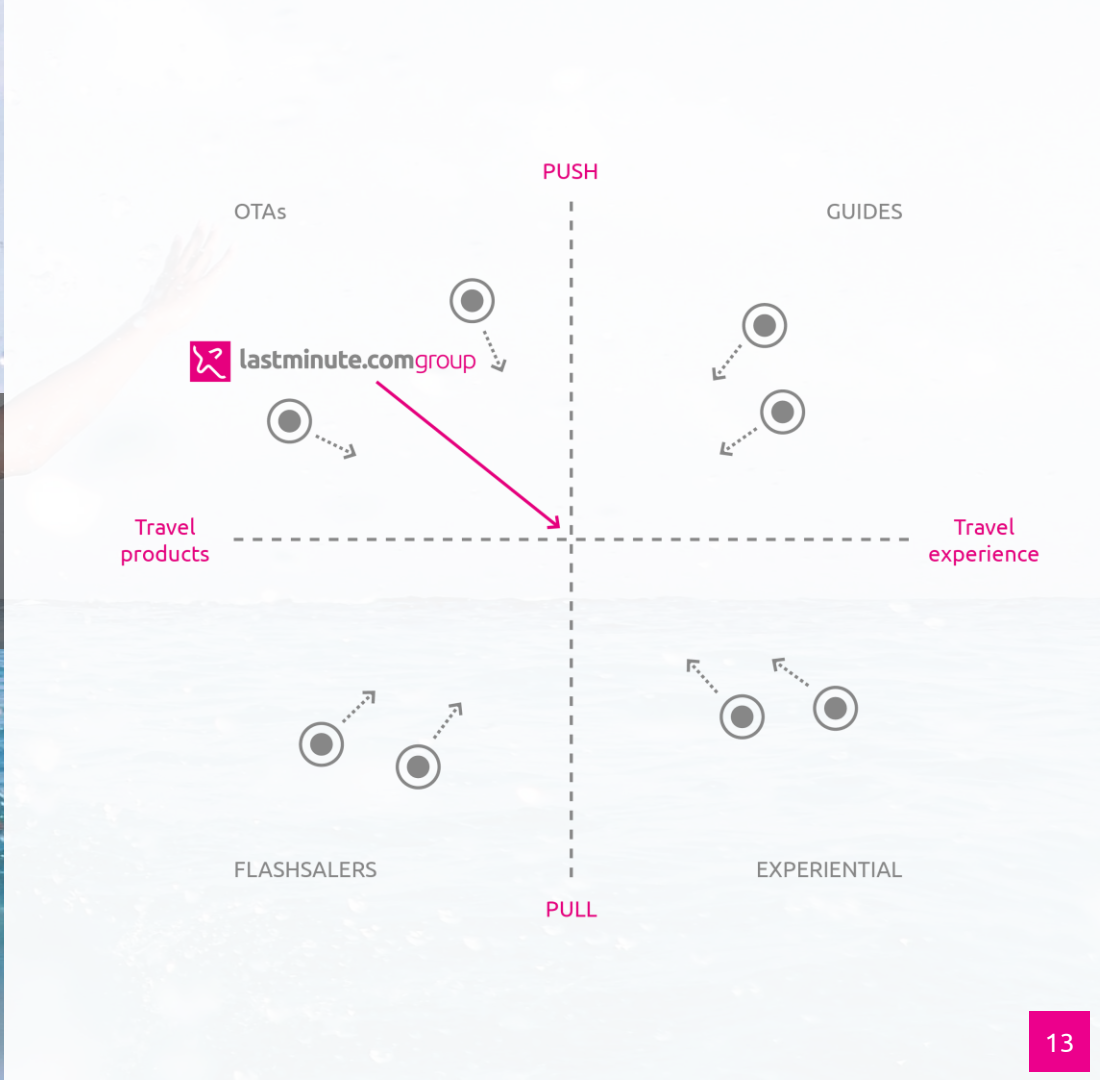 PUSH
OTAs
GUIDES
lastminute.comgroup
Travel
products
Travel
experience
FLASHSALERS
EXPERIENTIAL
PULL
13